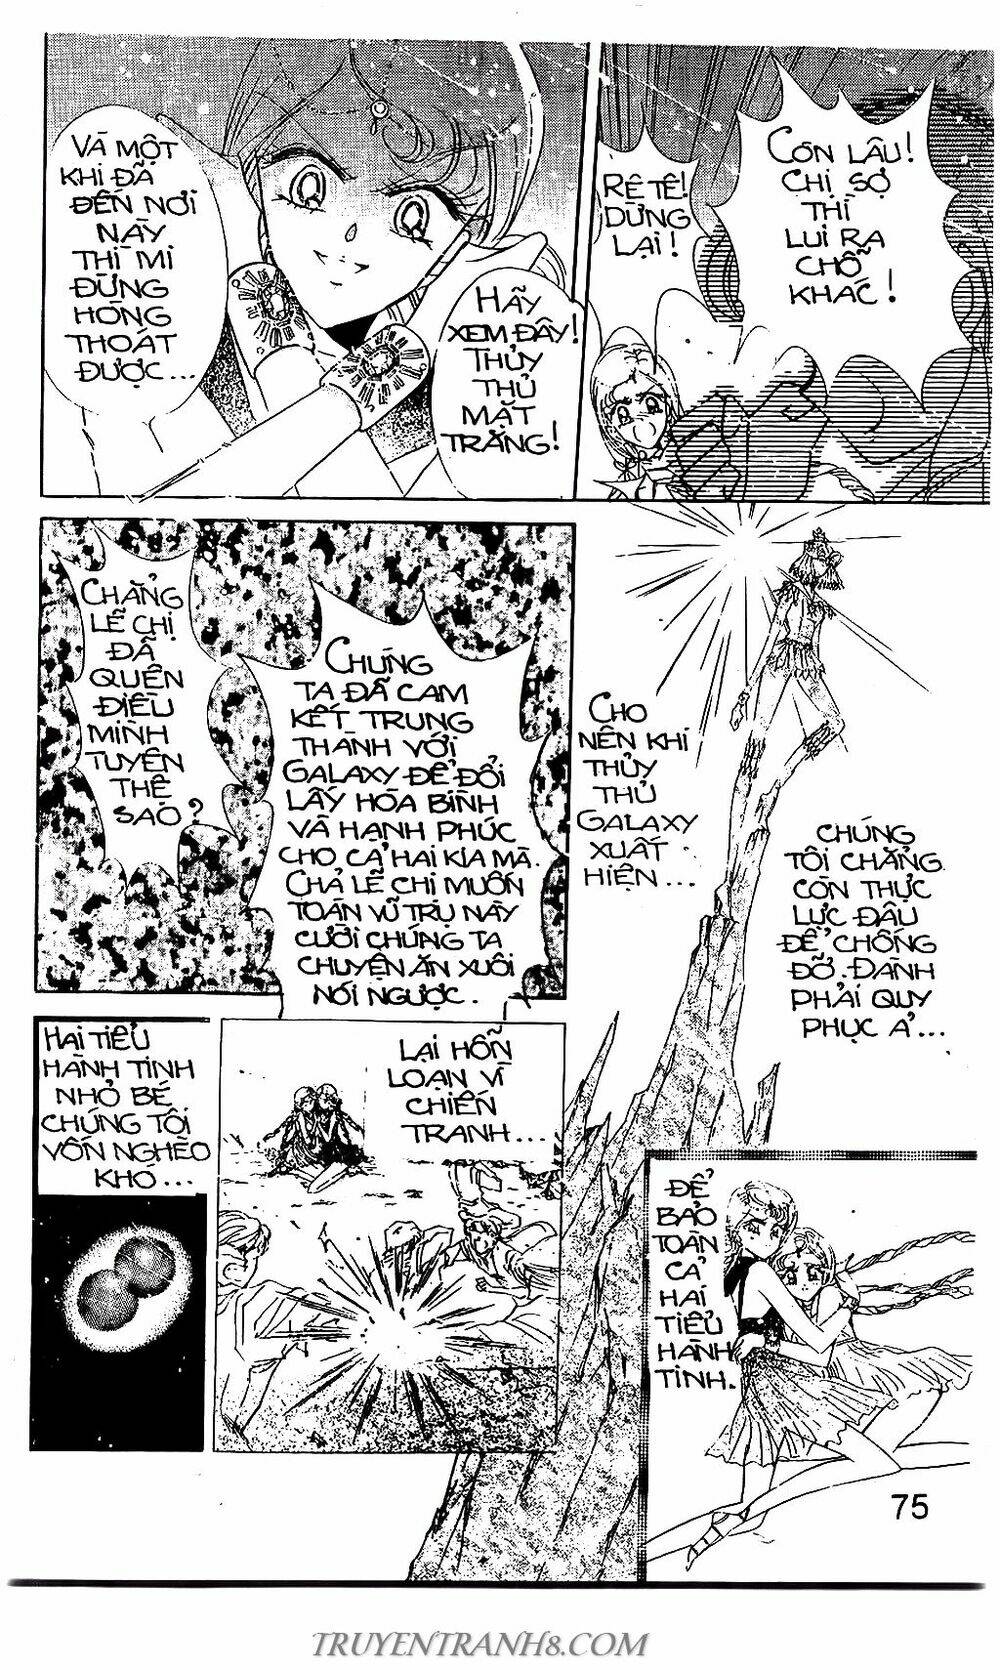 VÀ MỘT
KHI ĐÃ
ĐẾN NƠI
NÀY
THÌ MI
ĐỪNG
HÒNG
THOÁT
ĐƯỢC...
HÃY
XEM ĐÂY!
THỦY
THỦ
MẶT
TRĂNG!
RÊ TÊ!
DỪNG
LẠI!
CÒN LÂU!
CHỊ SỢ
THÌ
LUI RA
CHỖ
KHÁC!
CHẲNG
LẼ CHỊ
ĐÃ
QUÊN
ĐIỀU
MÌNH
TUYÊN
THỆ
SAO?
CHÚNG
TA ĐÃ CAM
KẾT TRUNG
THÀNH VỚI
GALAXY ĐỂ ĐỔI
LẤY HÒA BÌNH
VÀ HẠNH PHÚC
CHO CẢ HAI KIA MÀ.
CHẢ LẼ CHỊ MUỐN
TOÀN VŨ TRỤ NÀY
CƯỜI CHÚNG TA
CHUYÊN ĂN XUÔI
NÓI NGƯỢC.
CHO
NÊN KHI
THỦY
THỦ
GALAXY
XUẤT
HIỆN...
CHÚNG
TÔI CHẲNG
CÒN THỰC
LỰC ĐÂU
ĐỂ CHỐNG
ĐỠ. ĐÀNH
PHẢI QUY
PHỤC Ả...
HAI TIỂU
HÀNH TINH
NHỎ BÉ
CHÚNG TÔI
VỐN NGHÈO
KHÓ...
LẠI HỖN
LOẠN VÌ
CHIẾN
TRANH...
ĐỂ
BẢO
TOÀN
CẢ
HAI
TIỂU
HÀNH
TINH.
75
TRUYENTRANH8.COM